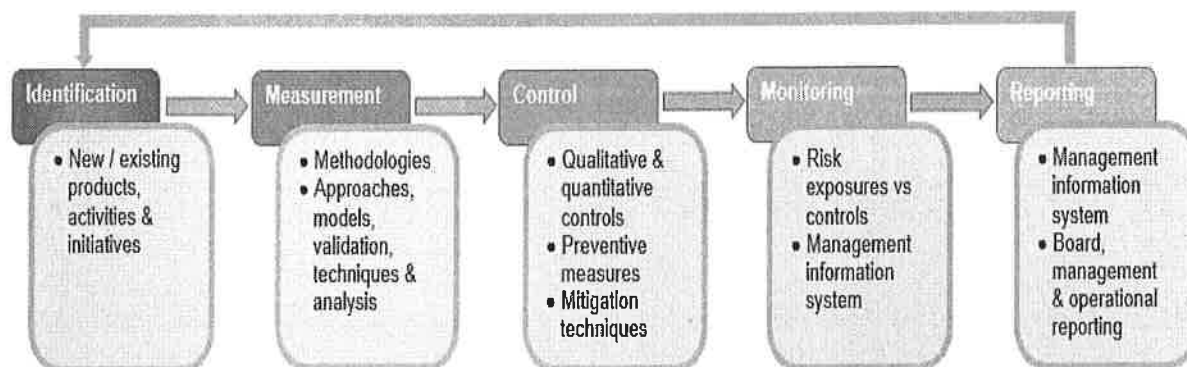 Identification
• New / existing
products,
activities &
initiatives
Measurement
• Methodologies
• Approaches,
models,
validation,
techniques &
analysis
Control
• Qualitative &
quantitative
controls
• Preventive
measures
• Mitigation
techniques
Monitoring
• Risk
exposures vs
controls
• Management
information
system
Reporting
• Management
information
system
• Board,
management
& operational
reporting